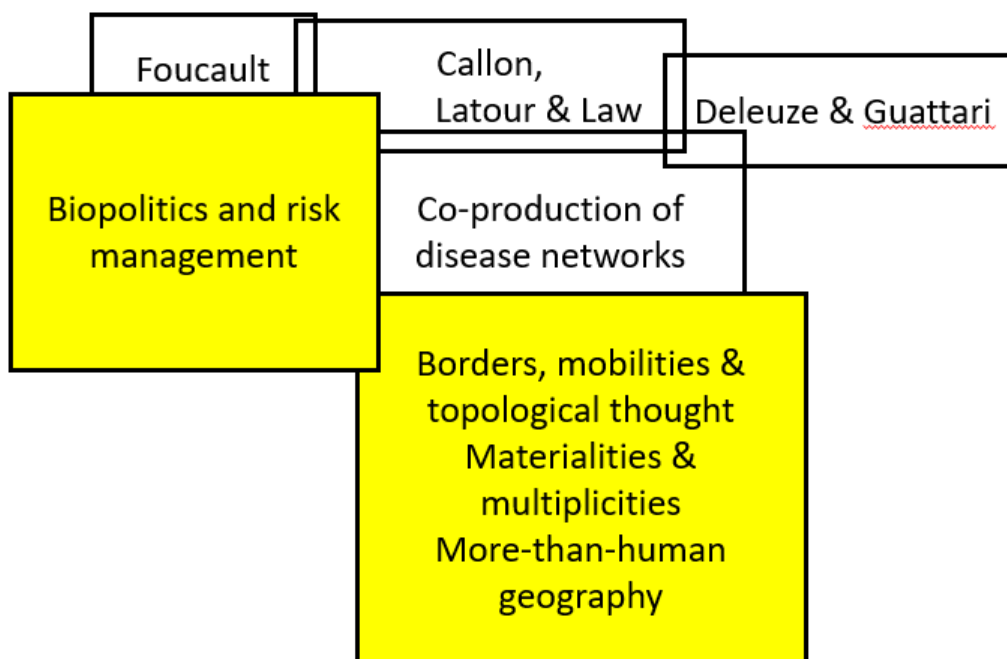 Foucault
Callon,
Latour & Law
Deleuze & Guattari
Biopolitics and risk
management
Co-production of
disease networks
Borders, mobilities &
topological thought
Materialities &
multiplicities
More-than-human
geography